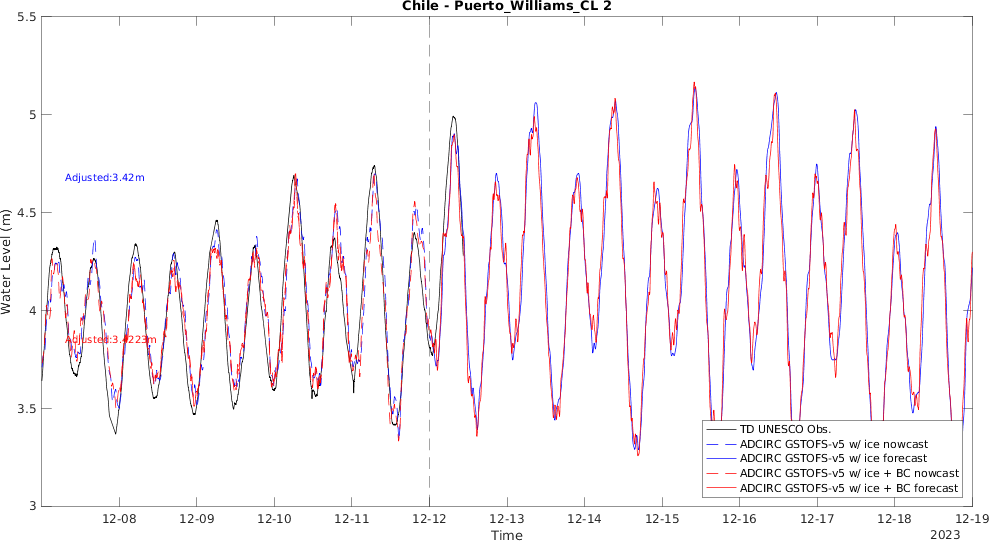 Chile - Puerto_Williams_CL 2
5.5
5
4.5
4
3.5
3
Water Level (m)
Adjusted:3.42m
Adjusted:3.4223m
TD UNESCO Obs.
ADCIRC GSTOFS-v5 w/ ice nowcast
ADCIRC GSTOFS-v5 w/ ice forecast
ADCIRC GSTOFS-v5 w/ ice + BC nowcast
ADCIRC GSTOFS-v5 w/ ice + BC forecast
12-08 12-09 12-10 12-11 12-12 12-13 12-14 12-15 12-16 12-17 12-18 12-19
Time
2023